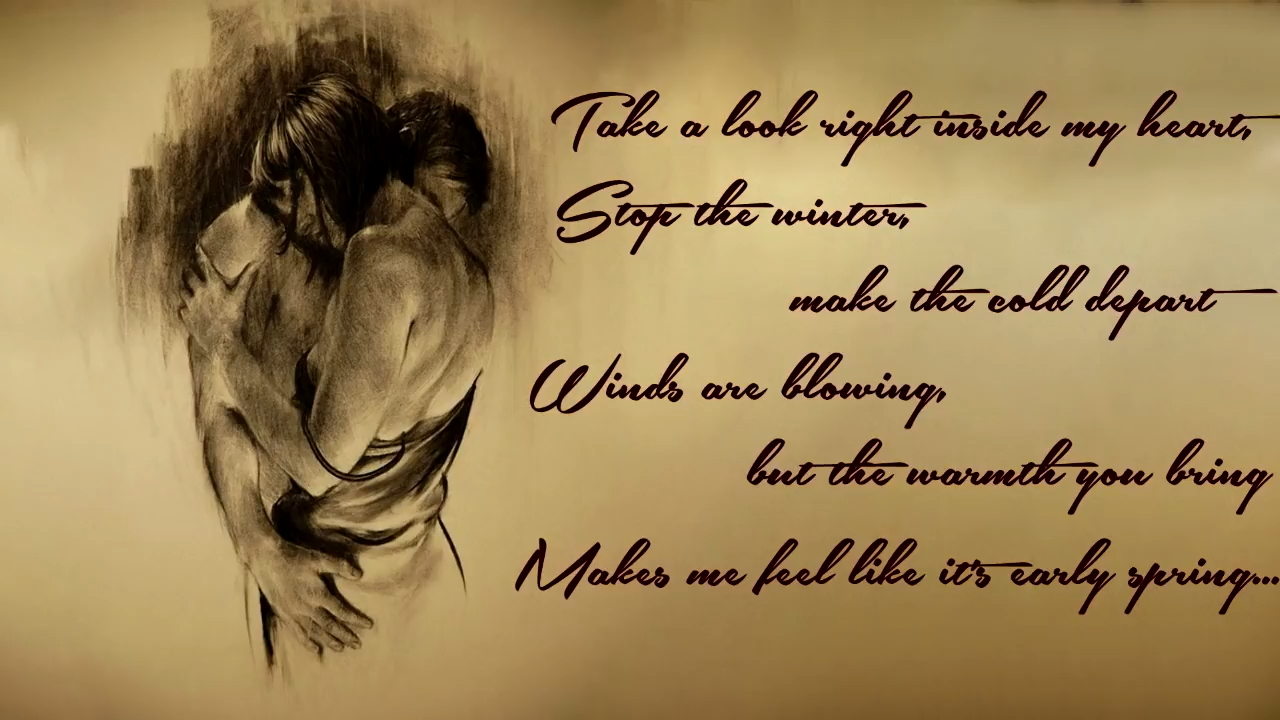 Take a look right inside my heart,
Stop the winter,
make the cold depart
Winds are blowing,
but the warmth you bring
Makes me feel like it's early spring...